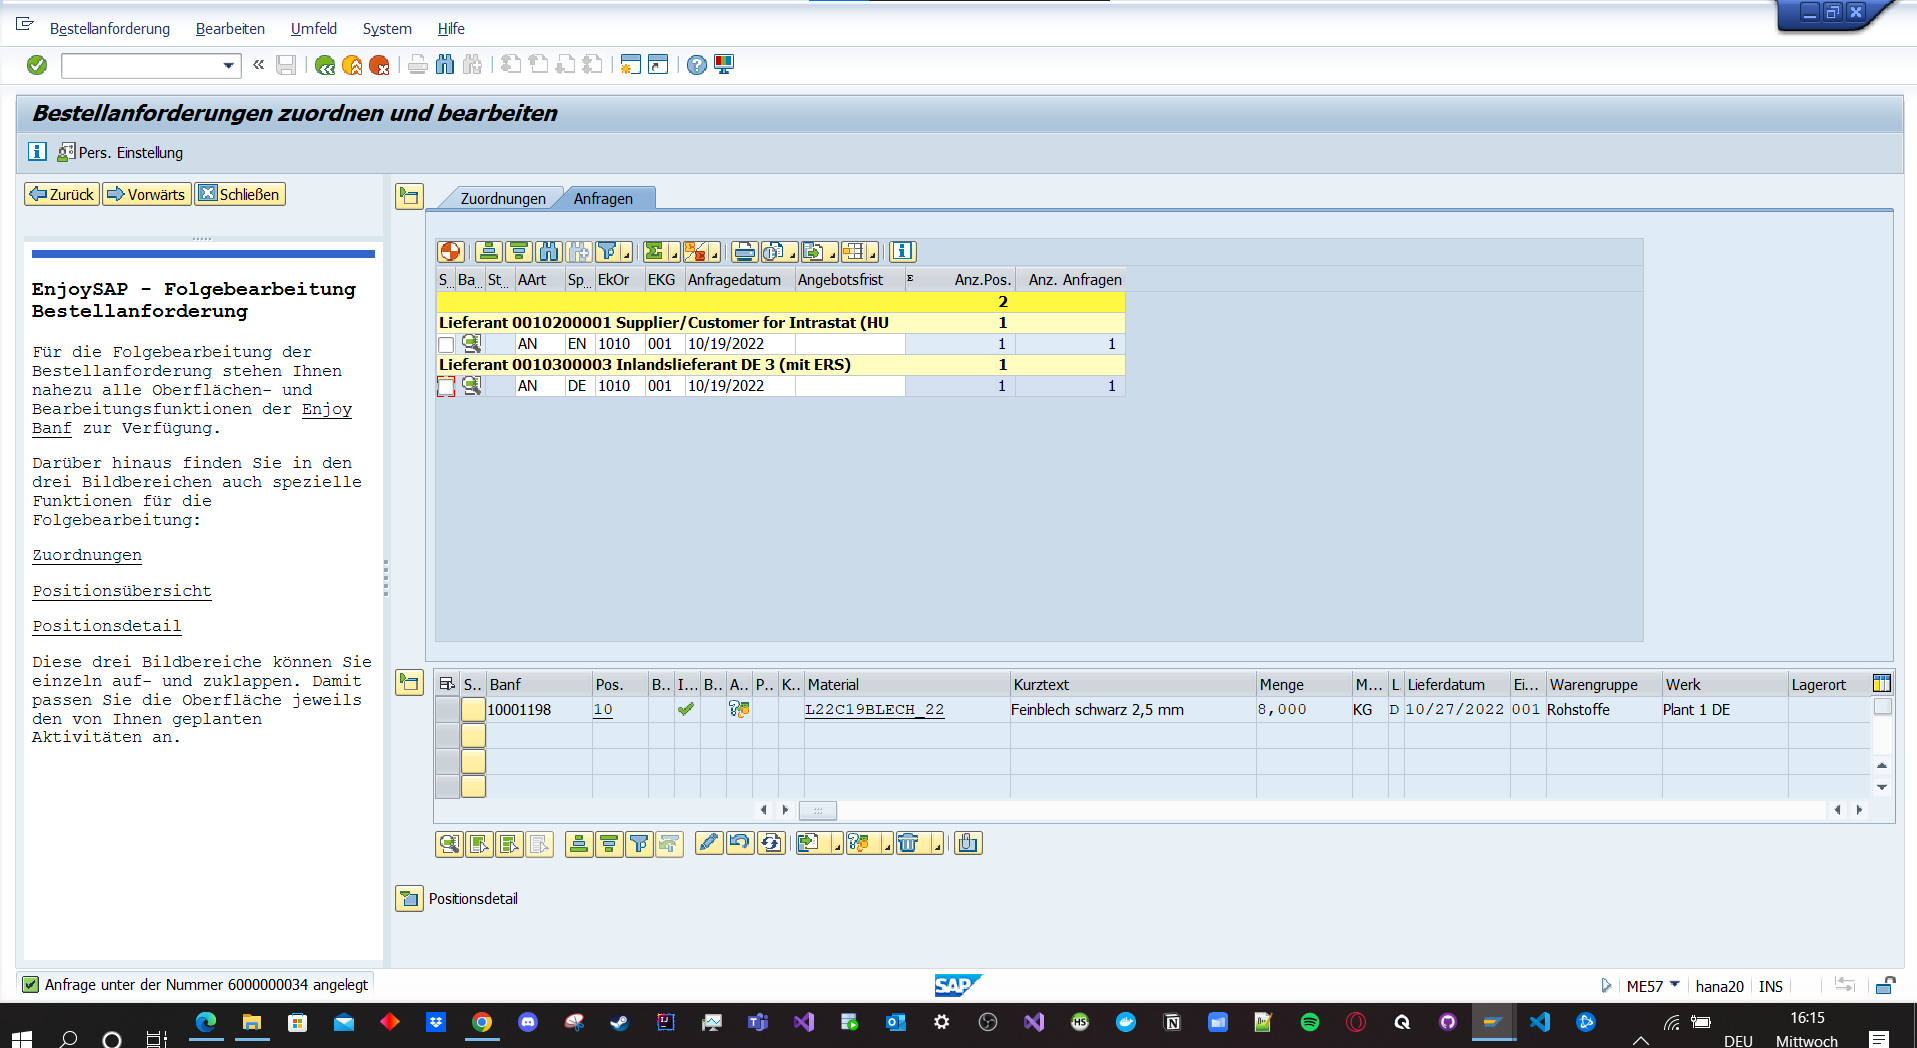 Bestellanforderung Bearbeiten Umfeld System Hilfe
Bestellanforderungen zuordnen und bearbeiten
Pers. Einstellung
Zurück Vorwärts Schließen
EnjoySAP - Folgebearbeitung
Bestellanforderung
Für die Folgebearbeitung der
Bestellanforderung stehen Ihnen
nahezu alle Oberflächen- und
Bearbeitungsfunktionen der Enjoy
Banf zur Verfügung.
Darüber hinaus finden Sie in den
drei Bildbereichen auch spezielle
Funktionen für die
Folgebearbeitung:
Zuordnungen
Positionsübersicht
Positionsdetail
Diese drei Bildbereiche können Sie
einzeln auf- und zuklappen. Damit
passen Sie die Oberfläche jeweils
den von Ihnen geplanten
Aktivitäten an.
Zuordnungen Anfragen
S... Ba... St... AArt Sp... EkOr EKG Anfragedatum Angebotsfrist Σ Anz.Pos. Anz. Anfragen
2
Lieferant 0010200001 Supplier/Customer for Intrastat (HU 1
AN EN 1010 001 10/19/2022 1 1
Lieferant 0010300003 Inlandslieferant DE 3 (mit ERS) 1
AN DE 1010 001 10/19/2022 1 1
S.. Banf Pos. B.. I... B.. A.. P.. K.. Material Kurztext Menge M... L Lieferdatum Ei... Warengruppe Werk Lagerort
10001198 10 L22C19BLECH_22 Feinblech schwarz 2,5 mm 8,000 KG D 10/27/2022 001 Rohstoffe Plant 1 DE
Positionsdetail
Anfrage unter der Nummer 6000000034 angelegt
SAP
ME57 hana20 INS
16:15
DEU Mittwoch